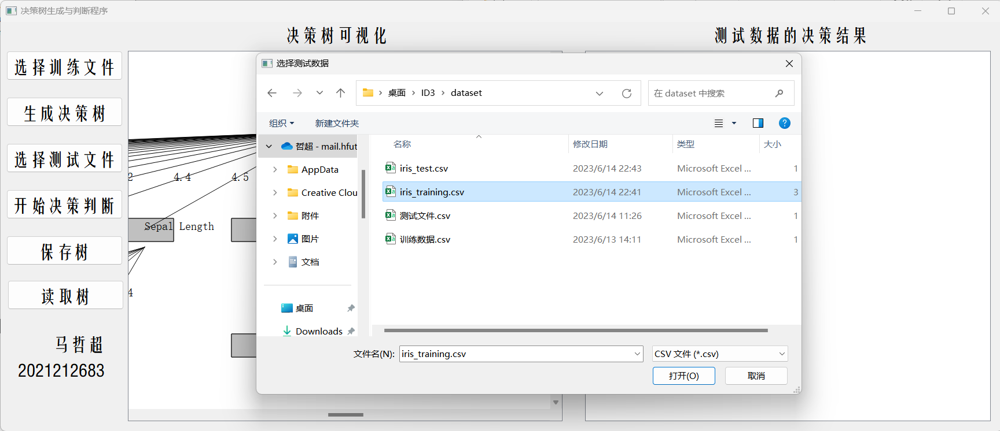 决策树生成与判断程序
决策树可视化
测试数据的决策结果
选择训练文件
生成决策树
选择测试文件
开始决策判断
保存树
读取树
马哲超
2021212683
2
4.4
4.5
Sepal Length
4
选择测试数据
桌面 › ID3 › dataset
在 dataset 中搜索
组织
新建文件夹
哲超 - mail.hfut
AppData
Creative Clou
附件
图片
文档
桌面
Downloads
名称 修改日期 类型 大小
iris_test.csv 2023/6/14 22:43 Microsoft Excel ... 1
iris_training.csv 2023/6/14 22:41 Microsoft Excel ... 3
测试文件.csv 2023/6/14 11:26 Microsoft Excel ... 1
训练数据.csv 2023/6/13 14:11 Microsoft Excel ... 1
文件名(N): iris_training.csv
CSV 文件 (*.csv)
打开(O)
取消